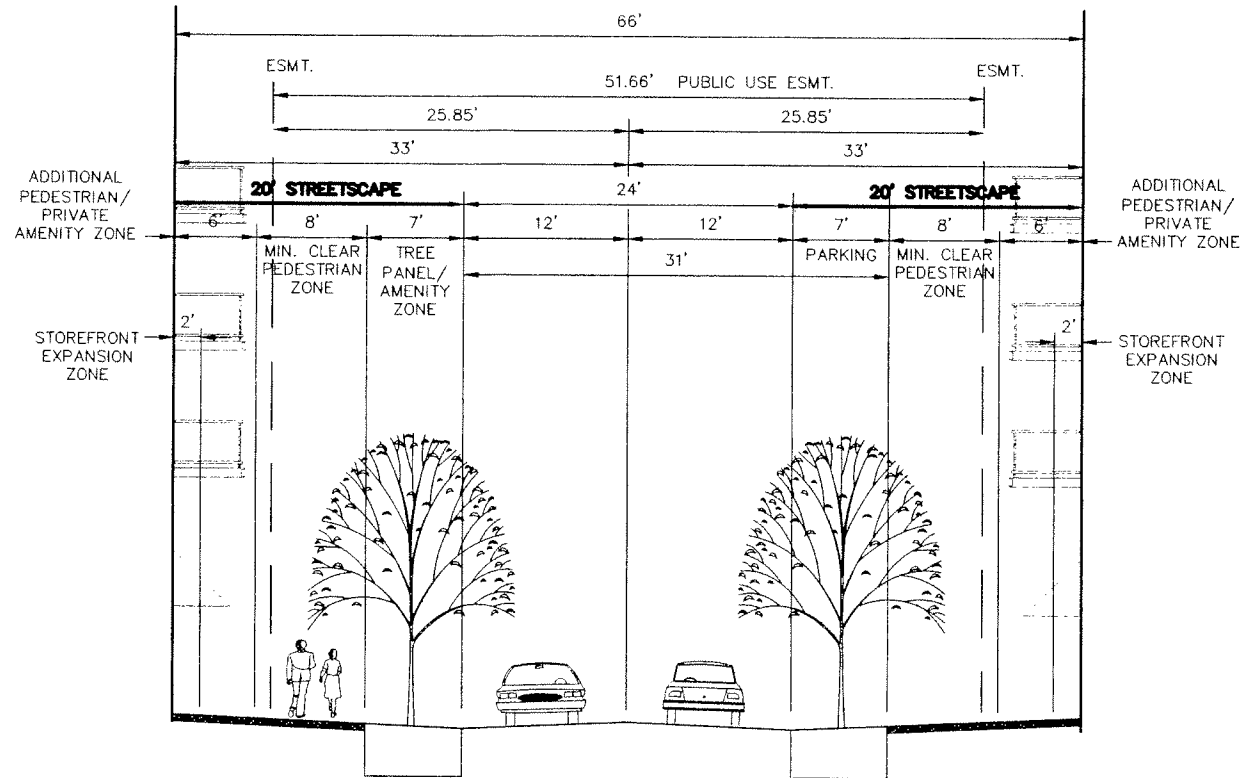 66'
ESMT.
51.66' PUBLIC USE ESMT.
ESMT.
25.85'
25.85'
33'
33'
ADDITIONAL
PEDESTRIAN/
PRIVATE
AMENITY ZONE
20' STREETSCAPE
24'
20' STREETSCAPE
ADDITIONAL
PEDESTRIAN/
PRIVATE
AMENITY ZONE
6'
8'
7'
12'
12'
7'
8'
6'
MIN. CLEAR
PEDESTRIAN
ZONE
TREE
PANEL/
AMENITY
ZONE
31'
PARKING
MIN. CLEAR
PEDESTRIAN
ZONE
2'
STOREFRONT
EXPANSION
ZONE
2'
STOREFRONT
EXPANSION
ZONE